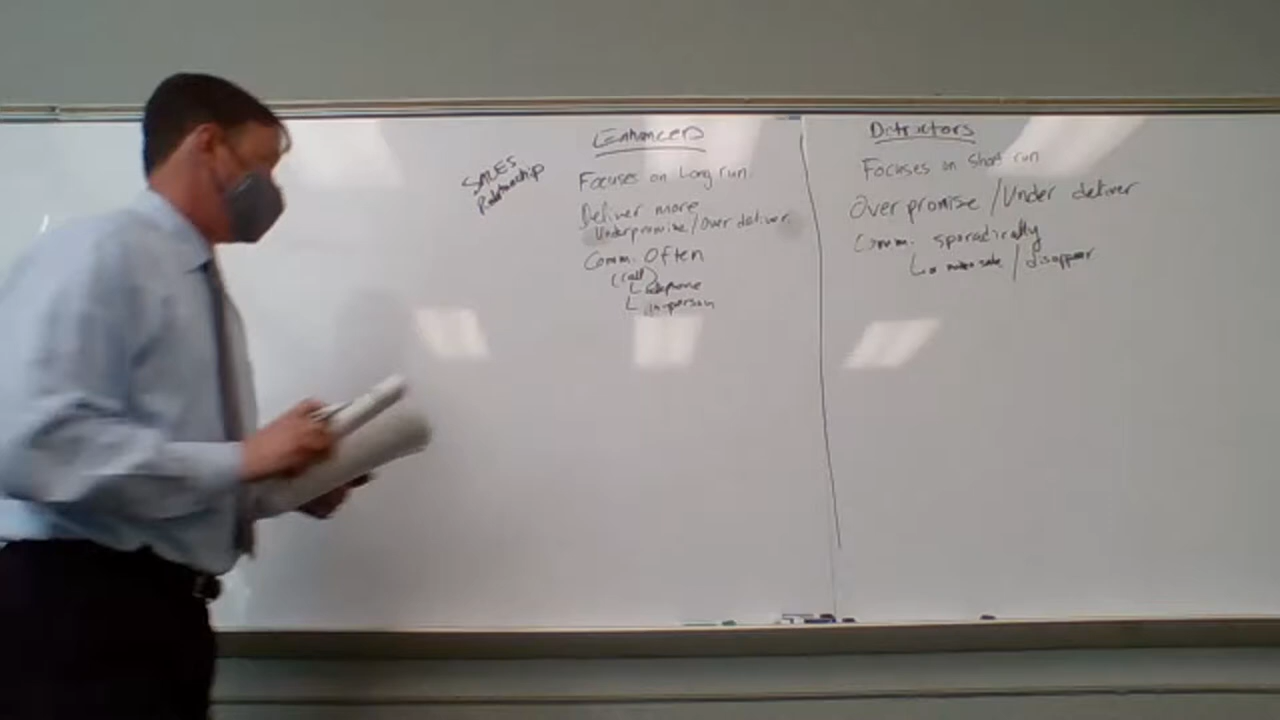 SALES
Relationship
Enhancers
Focuses on Long run
Deliver more
Underpromise/Over deliver
Comm. Often
(call)
telephone
in-person
Detractors
Focuses on short run
Over promise /Under deliver
Comm. sporadically
make sale / disappear